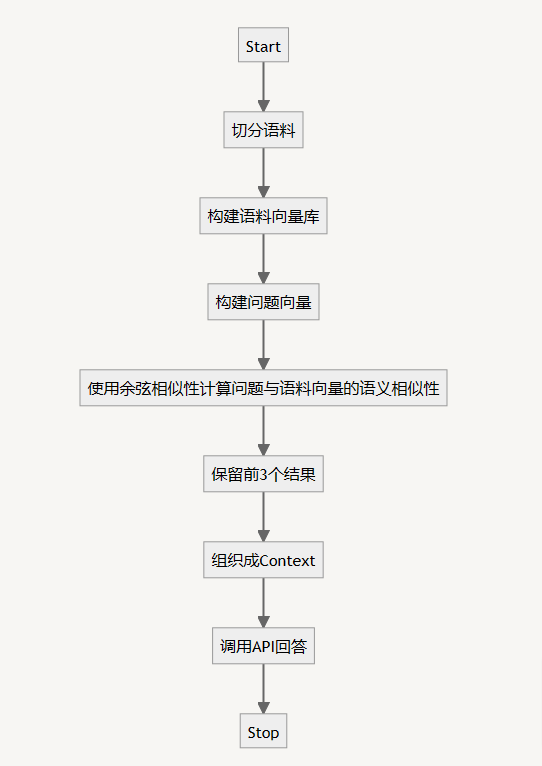 Start
切分语料
构建语料向量库
构建问题向量
使用余弦相似性计算问题与语料向量的语义相似性
保留前3个结果
组织成Context
调用API回答
Stop